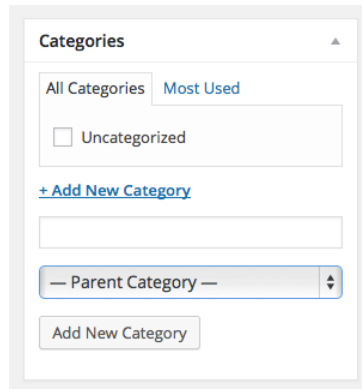 Categories
All Categories Most Used
Uncategorized
+ Add New Category
— Parent Category —
Add New Category